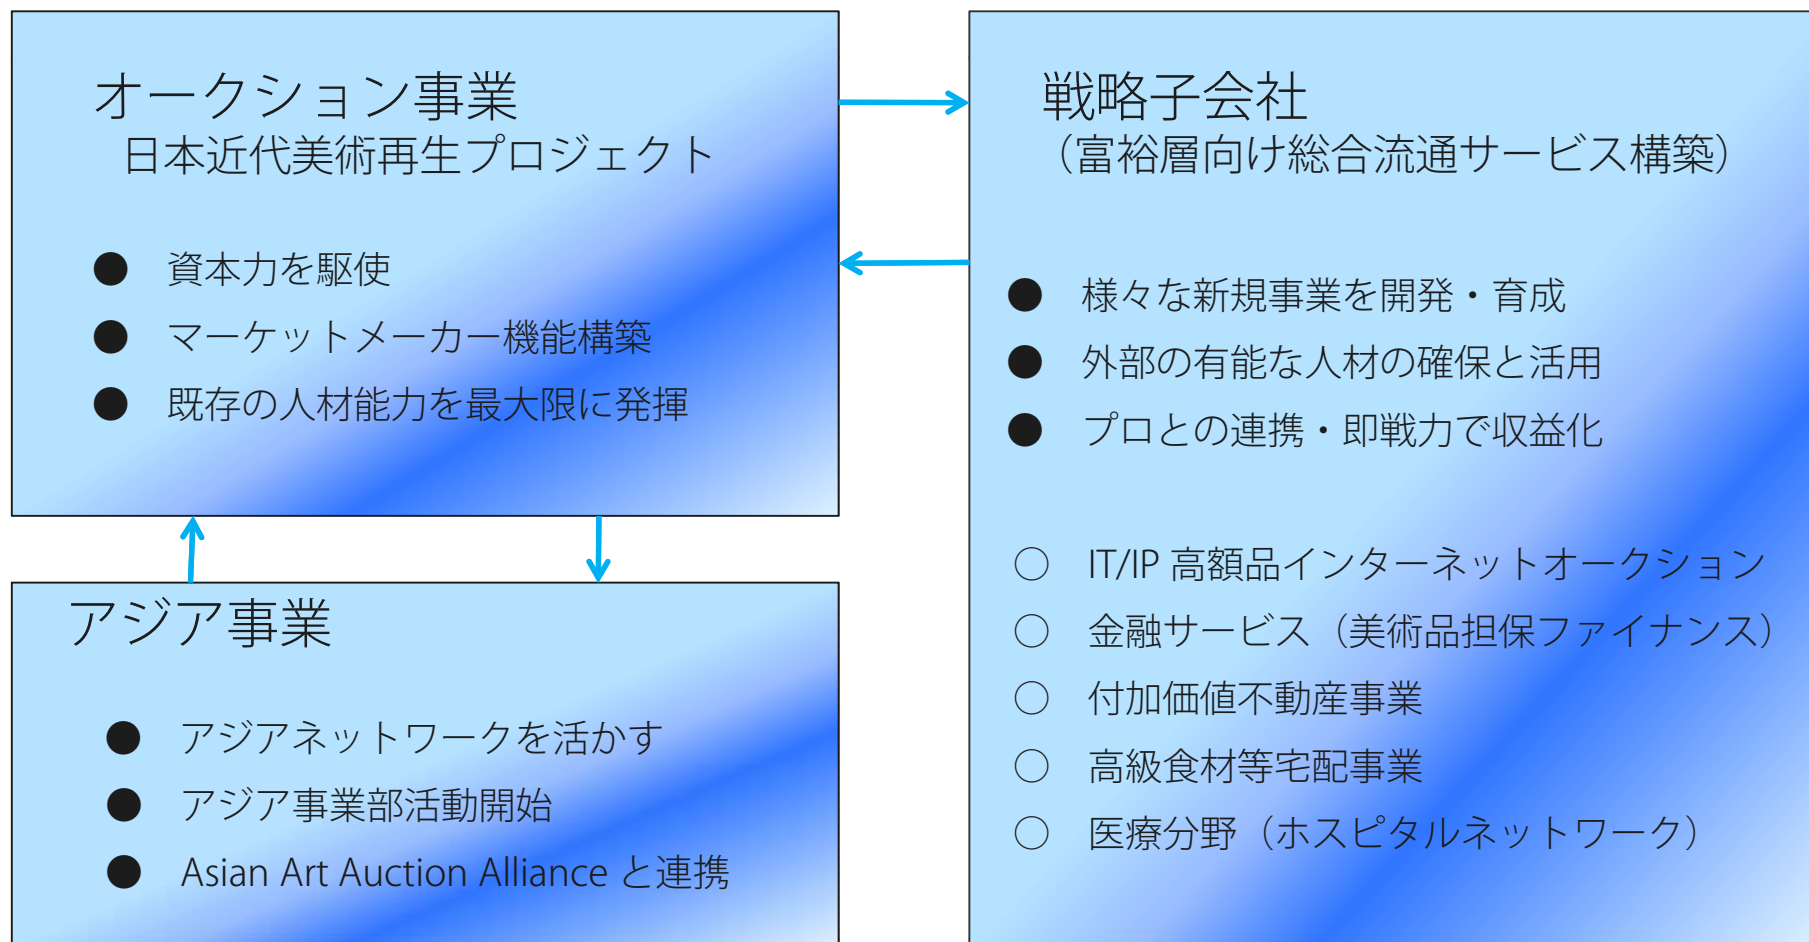 オークション事業
日本近代美術再生プロジェクト
● 資本力を駆使
● マーケットメーカー機能構築
● 既存の人材能力を最大限に発揮
アジア事業
● アジアネットワークを活かす
● アジア事業部活動開始
● Asian Art Auction Alliance と連携
戦略子会社
（富裕層向け総合流通サービス構築）
● 様々な新規事業を開発・育成
● 外部の有能な人材の確保と活用
● プロとの連携・即戦力で収益化
○ IT/IP 高額品インターネットオークション
○ 金融サービス（美術品担保ファイナンス）
○ 付加価値不動産事業
○ 高級食材等宅配事業
○ 医療分野（ホスピタルネットワーク）